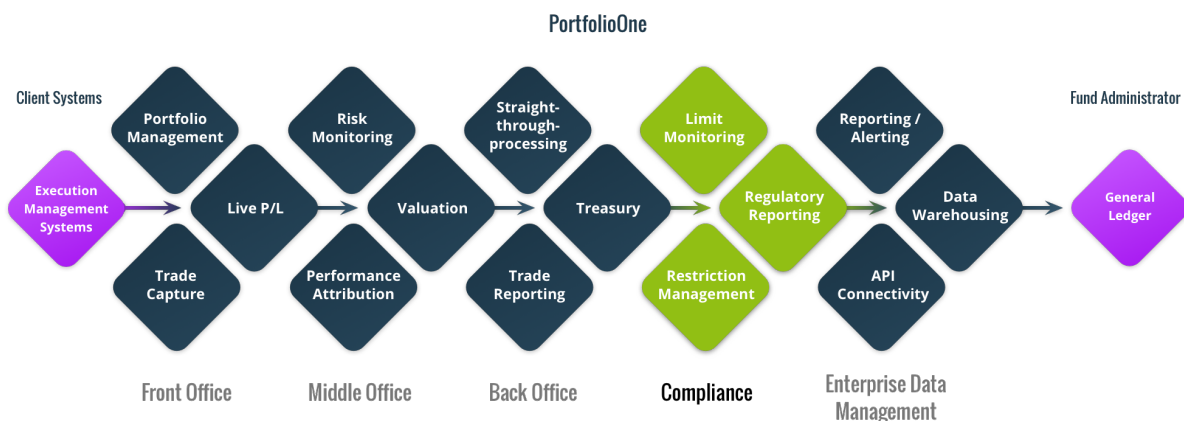 PortfolioOne
Client Systems
Fund Administrator
Execution
Management
Systems
Portfolio
Management
Live P/L
Trade
Capture
Risk
Monitoring
Valuation
Performance
Attribution
Straight-
through-
processing
Treasury
Trade
Reporting
Limit
Monitoring
Regulatory
Reporting
Restriction
Management
Reporting /
Alerting
Data
Warehousing
API
Connectivity
General
Ledger
Front Office
Middle Office
Back Office
Compliance
Enterprise Data
Management